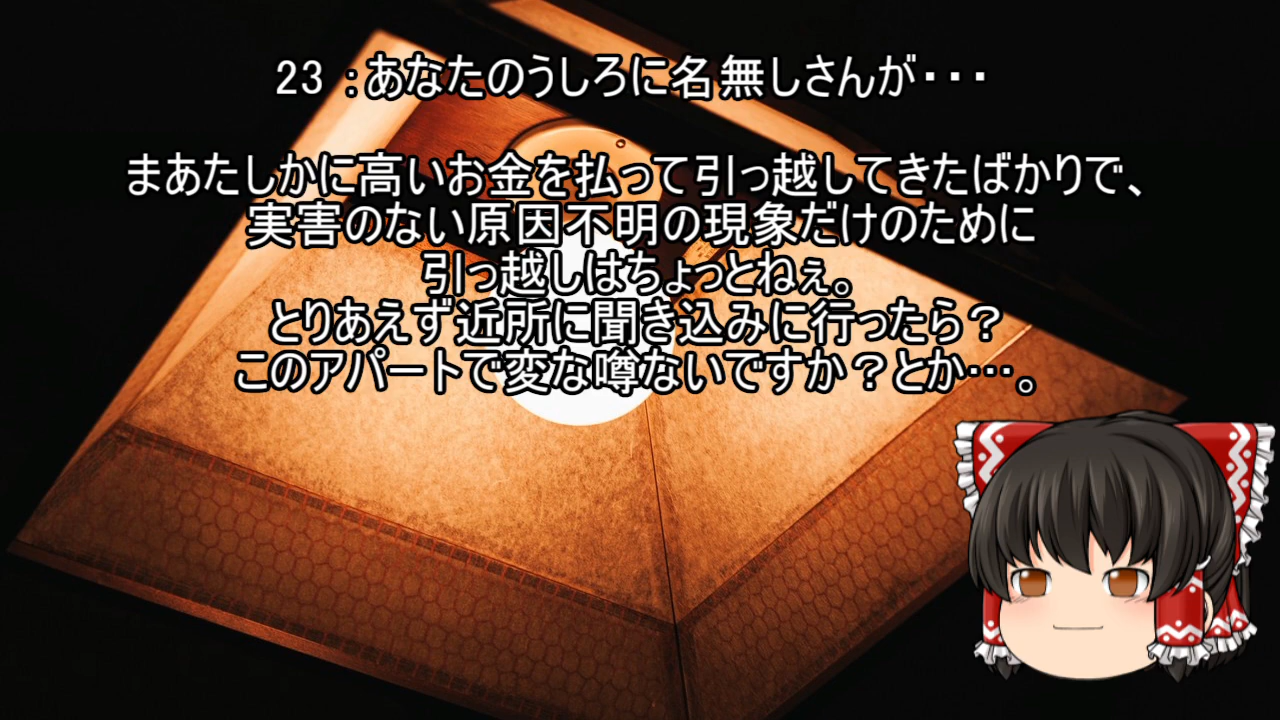 23 :あなたのうしろに名無しさんが・・・
まあたしかに高いお金を払って引っ越してきたばかりで、
実害のない原因不明の現象だけのために
引っ越しはちょっとねぇ。
とりあえず近所に聞き込みに行ったら？
このアパートで変な噂ないですか？とか…。